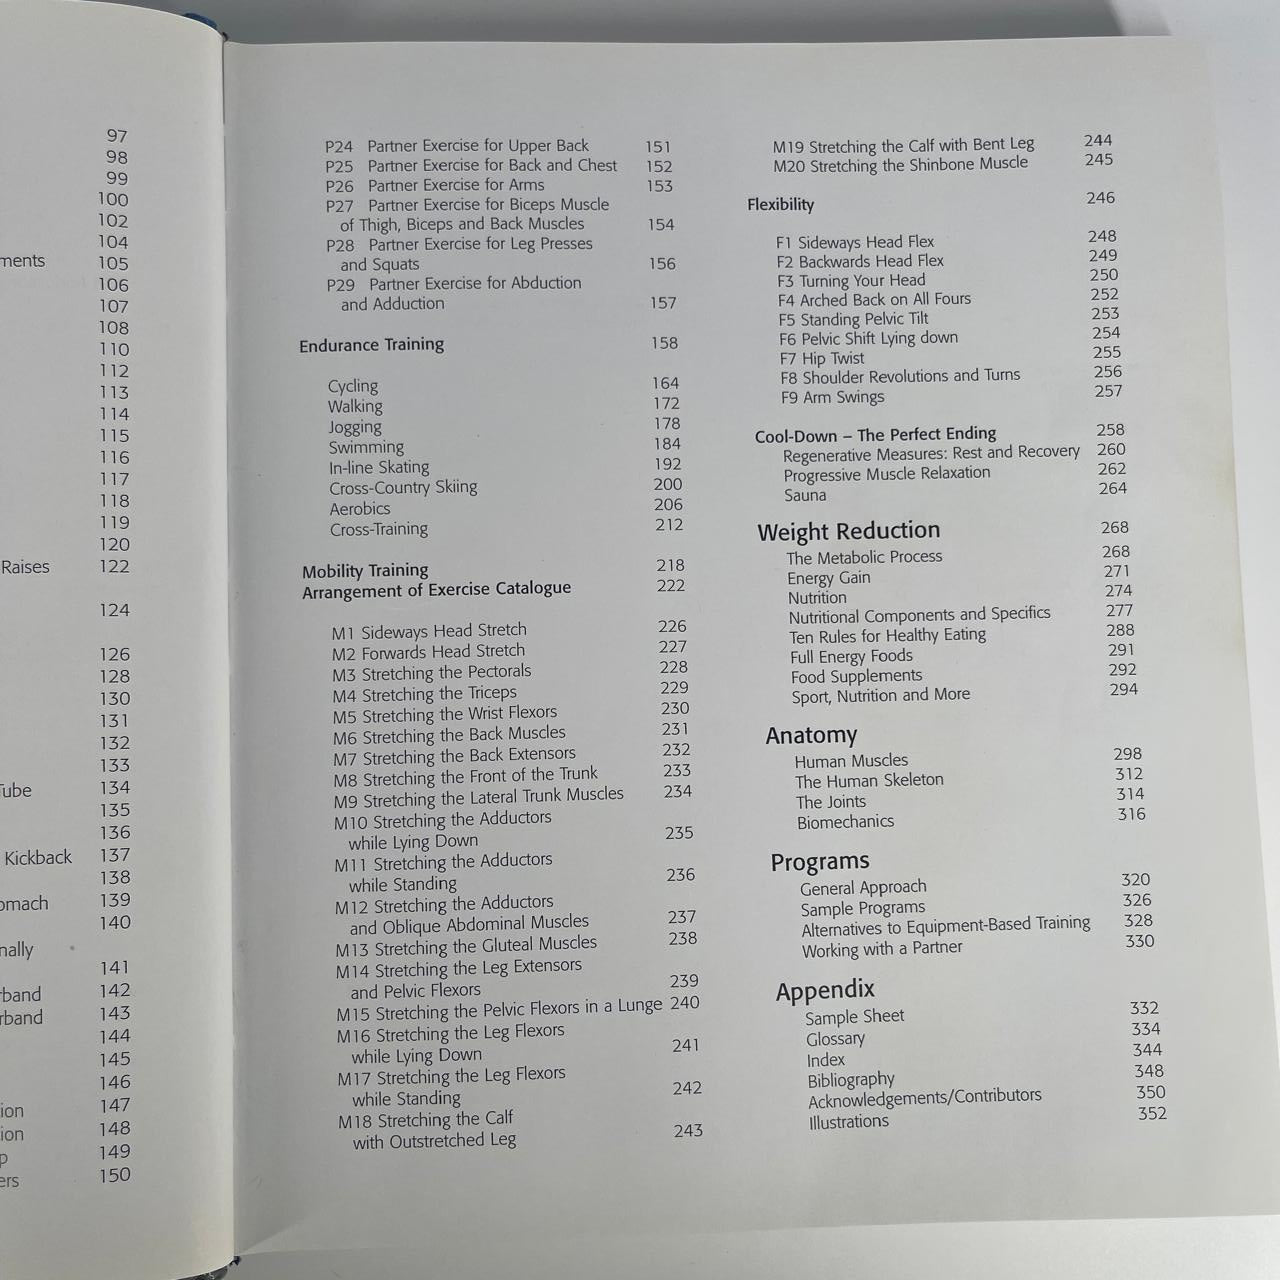 97
98
99
100
102
104
ments 105
106
107
108
110
112
113
114
115
116
117
118
119
120
Raises 122
124
126
128
130
131
132
133
ube 134
135
136
Kickback 137
138
omach 139
140
nally
141
rband 142
rband 143
144
145
146
ion 147
ion 148
p 149
ers 150
P24 Partner Exercise for Upper Back 151
P25 Partner Exercise for Back and Chest 152
P26 Partner Exercise for Arms 153
P27 Partner Exercise for Biceps Muscle
of Thigh, Biceps and Back Muscles 154
P28 Partner Exercise for Leg Presses
and Squats 156
P29 Partner Exercise for Abduction
and Adduction 157
Endurance Training 158
Cycling 164
Walking 172
Jogging 178
Swimming 184
In-line Skating 192
Cross-Country Skiing 200
Aerobics 206
Cross-Training 212
Mobility Training 218
Arrangement of Exercise Catalogue 222
M1 Sideways Head Stretch 226
M2 Forwards Head Stretch 227
M3 Stretching the Pectorals 228
M4 Stretching the Triceps 229
M5 Stretching the Wrist Flexors 230
M6 Stretching the Back Muscles 231
M7 Stretching the Back Extensors 232
M8 Stretching the Front of the Trunk 233
M9 Stretching the Lateral Trunk Muscles 234
M10 Stretching the Adductors
while Lying Down 235
M11 Stretching the Adductors
while Standing 236
M12 Stretching the Adductors
and Oblique Abdominal Muscles 237
M13 Stretching the Gluteal Muscles 238
M14 Stretching the Leg Extensors
and Pelvic Flexors 239
M15 Stretching the Pelvic Flexors in a Lunge 240
M16 Stretching the Leg Flexors
while Lying Down 241
M17 Stretching the Leg Flexors
while Standing 242
M18 Stretching the Calf
with Outstretched Leg 243
M19 Stretching the Calf with Bent Leg 244
M20 Stretching the Shinbone Muscle 245
Flexibility 246
F1 Sideways Head Flex 248
F2 Backwards Head Flex 249
F3 Turning Your Head 250
F4 Arched Back on All Fours 252
F5 Standing Pelvic Tilt 253
F6 Pelvic Shift Lying down 254
F7 Hip Twist 255
F8 Shoulder Revolutions and Turns 256
F9 Arm Swings 257
Cool-Down – The Perfect Ending 258
Regenerative Measures: Rest and Recovery 260
Progressive Muscle Relaxation 262
Sauna 264
Weight Reduction 268
The Metabolic Process 268
Energy Gain 271
Nutrition 274
Nutritional Components and Specifics 277
Ten Rules for Healthy Eating 288
Full Energy Foods 291
Food Supplements 292
Sport, Nutrition and More 294
Anatomy
Human Muscles 298
The Human Skeleton 312
The Joints 314
Biomechanics 316
Programs
General Approach 320
Sample Programs 326
Alternatives to Equipment-Based Training 328
Working with a Partner 330
Appendix
Sample Sheet 332
Glossary 334
Index 344
Bibliography 348
Acknowledgements/Contributors 350
Illustrations 352